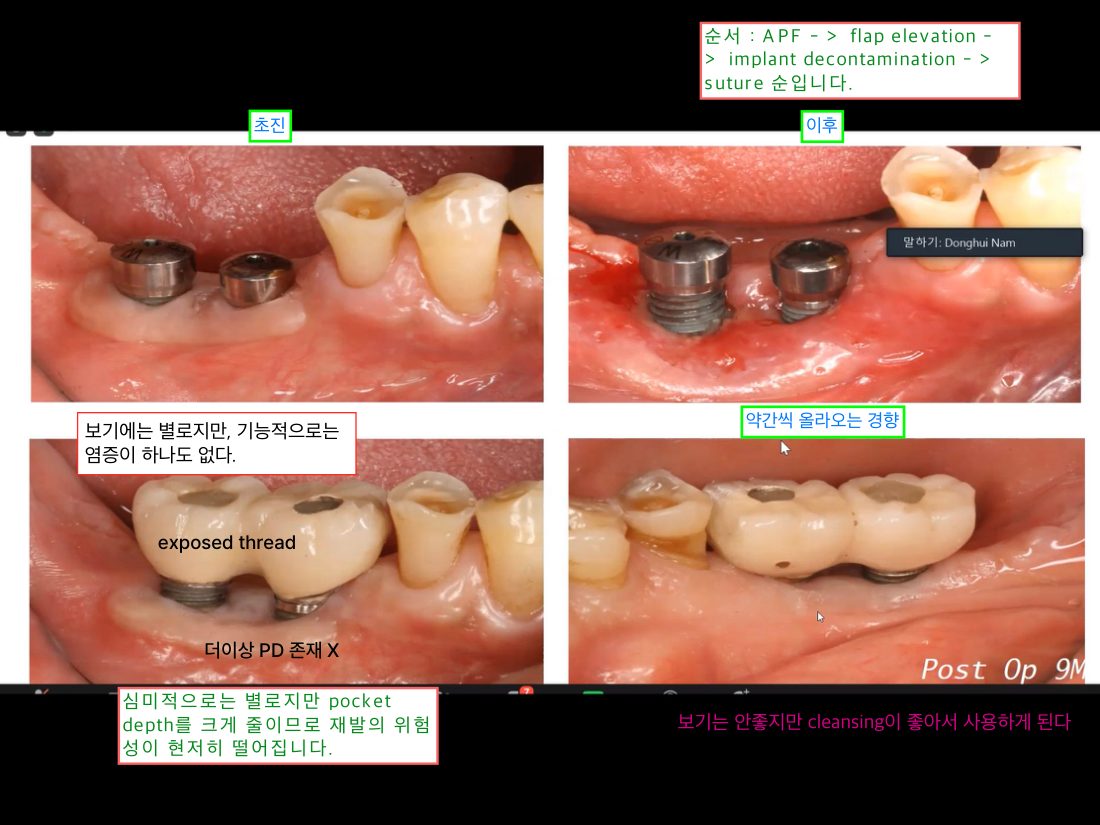 순서 : APF - > flap elevation -
> implant decontamination - >
suture 순입니다.
초진
이후
말하기: Donghui Nam
보기에는 별로지만, 기능적으로는
염증이 하나도 없다.
약간씩 올라오는 경향
exposed thread
더이상 PD 존재 X
Post Op 9M
7
심미적으로는 별로지만 pocket
depth를 크게 줄이므로 재발의 위험
성이 현저히 떨어집니다.
보기는 안좋지만 cleansing이 좋아서 사용하게 된다